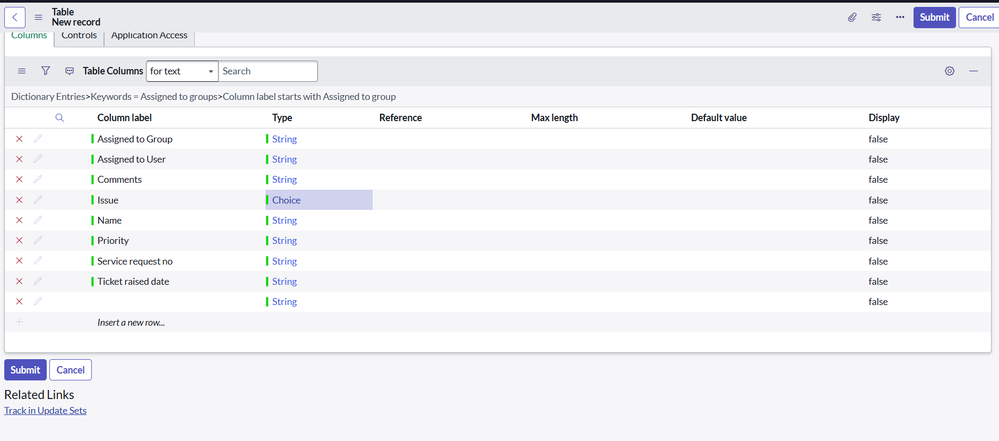 Table
New record
Submit
Cancel
Columns
Controls
Application Access
Table Columns
for text
Search
Dictionary Entries>Keywords = Assigned to groups>Column label starts with Assigned to group
Column label Type Reference Max length Default value Display
Assigned to Group String false
Assigned to User String false
Comments String false
Issue Choice false
Name String false
Priority String false
Service request no String false
Ticket raised date String false
String false
Insert a new row...
Submit
Cancel
Related Links
Track in Update Sets